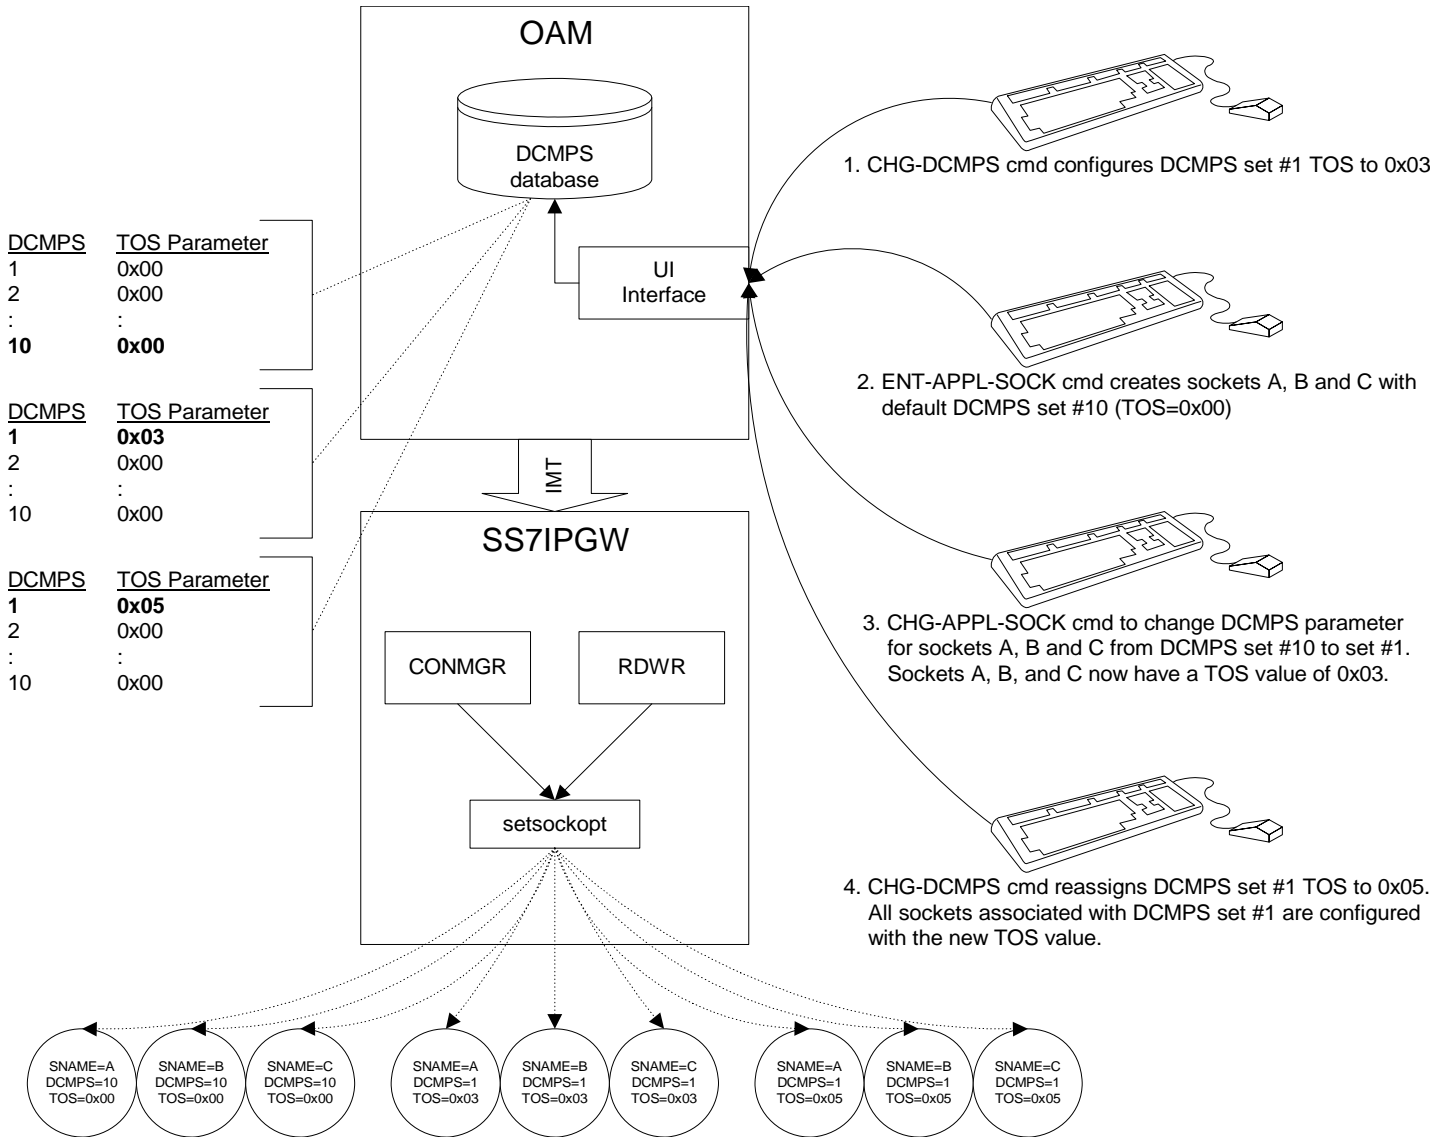 OAM
DCMPS
database
UI
Interface
IMT
SS7IPGW
CONMGR
RDWR
setsockopt
DCMPS TOS Parameter
1 0x00
2 0x00
: :
10 0x00
DCMPS TOS Parameter
1 0x03
2 0x00
: :
10 0x00
DCMPS TOS Parameter
1 0x05
2 0x00
: :
10 0x00
1. CHG-DCMPS cmd configures DCMPS set #1 TOS to 0x03
2. ENT-APPL-SOCK cmd creates sockets A, B and C with
default DCMPS set #10 (TOS=0x00)
3. CHG-APPL-SOCK cmd to change DCMPS parameter
for sockets A, B and C from DCMPS set #10 to set #1.
Sockets A, B, and C now have a TOS value of 0x03.
4. CHG-DCMPS cmd reassigns DCMPS set #1 TOS to 0x05.
All sockets associated with DCMPS set #1 are configured
with the new TOS value.
SNAME=A
DCMPS=10
TOS=0x00
SNAME=B
DCMPS=10
TOS=0x00
SNAME=C
DCMPS=10
TOS=0x00
SNAME=A
DCMPS=1
TOS=0x03
SNAME=B
DCMPS=1
TOS=0x03
SNAME=C
DCMPS=1
TOS=0x03
SNAME=A
DCMPS=1
TOS=0x05
SNAME=B
DCMPS=1
TOS=0x05
SNAME=C
DCMPS=1
TOS=0x05